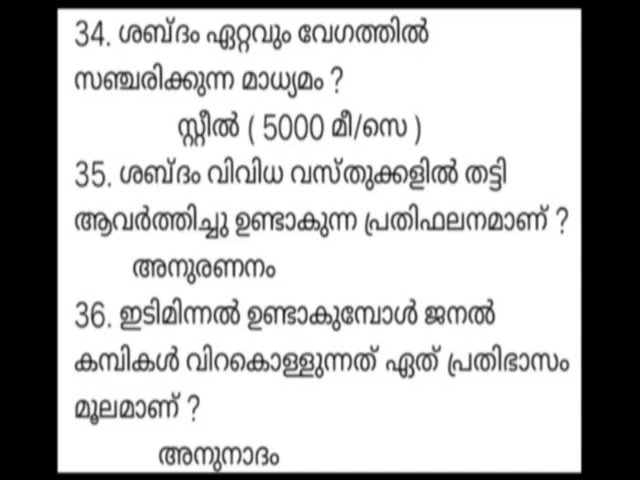 34. ശബ്ദം ഏറ്റവും വേഗത്തിൽ
സഞ്ചരിക്കുന്ന മാധ്യമം ?
സ്റ്റീൽ ( 5000 മീ/സെ )
35. ശബ്ദം വിവിധ വസ്തുക്കളിൽ തട്ടി
ആവർത്തിച്ചു ഉണ്ടാകുന്ന പ്രതിഫലനമാണ് ?
അനുരണനം
36. ഇടിമിന്നൽ ഉണ്ടാകുമ്പോൾ ജനൽ
കമ്പികൾ വിറകൊള്ളുന്നത് ഏത് പ്രതിഭാസം
മൂലമാണ് ?
അനുനാദം